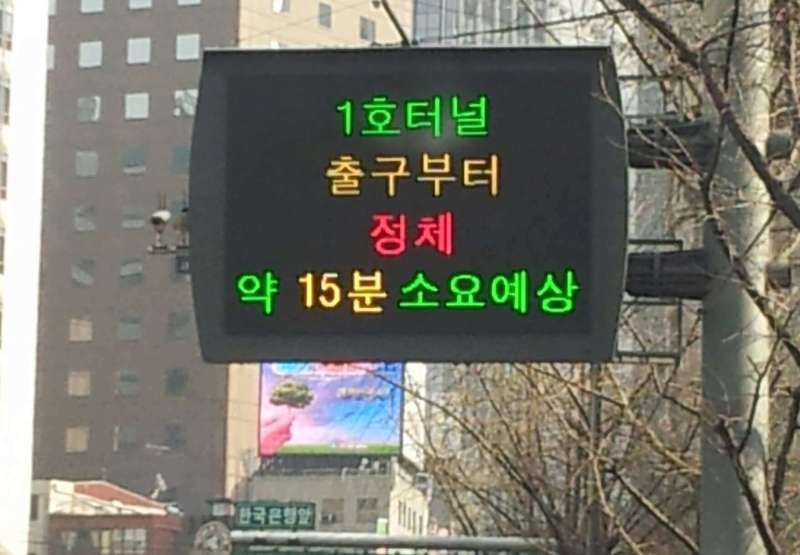 1호터널
출구부터
정체
약 15분 소요예상
한국은행앞